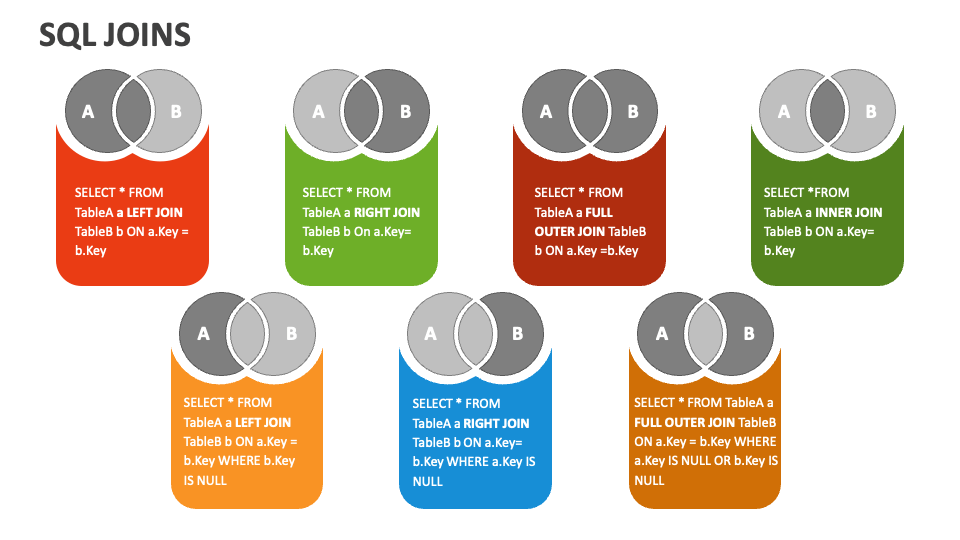 SQL JOINS
A B
SELECT * FROM
TableA a LEFT JOIN
TableB b ON a.Key =
b.Key
A B
SELECT * FROM
TableA a RIGHT JOIN
TableB b On a.Key=
b.Key
A B
SELECT * FROM
TableA a FULL
OUTER JOIN TableB
b ON a.Key =b.Key
A B
SELECT *FROM
TableA a INNER JOIN
TableB b ON a.Key=
b.Key
A B
SELECT * FROM
TableA a LEFT JOIN
TableB b ON a.Key =
b.Key WHERE b.Key
IS NULL
A B
SELECT * FROM
TableA a RIGHT JOIN
TableB b ON a.Key=
b.Key WHERE a.Key IS
NULL
A B
SELECT * FROM TableA a
FULL OUTER JOIN TableB
ON a.Key = b.Key WHERE
a.Key IS NULL OR b.Key IS
NULL